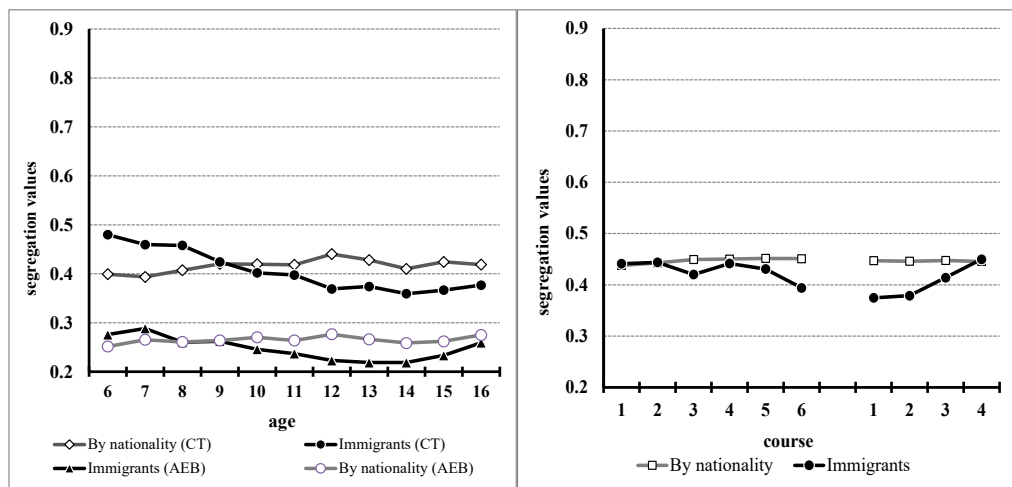 0.9
0.8
0.7
0.6
0.5
0.4
0.3
0.2
segregation values
6 7 8 9 10 11 12 13 14 15 16
age
By nationality (CT) Immigrants (CT)
Immigrants (AEB) By nationality (AEB)
0.9
0.8
0.7
0.6
0.5
0.4
0.3
0.2
segregation values
1 2 3 4 5 6 1 2 3 4
course
By nationality Immigrants